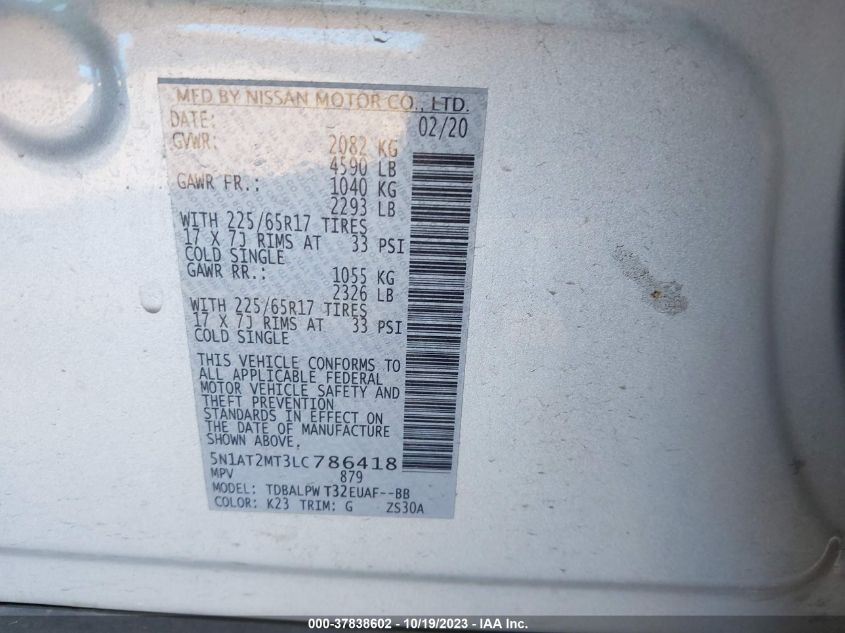 MFD BY NISSAN MOTOR CO., LTD.
DATE: 02/20
GVWR: 2082 KG
4590 LB
GAWR FR.: 1040 KG
2293 LB
WITH 225/65R17 TIRES
17 X 7J RIMS AT 33 PSI
COLD SINGLE
GAWR RR.: 1055 KG
2326 LB
WITH 225/65R17 TIRES
17 X 7J RIMS AT 33 PSI
COLD SINGLE
THIS VEHICLE CONFORMS TO
ALL APPLICABLE FEDERAL
MOTOR VEHICLE SAFETY AND
THEFT PREVENTION
STANDARDS IN EFFECT ON
THE DATE OF MANUFACTURE
SHOWN ABOVE.
5N1AT2MT3LC786418
MPV 879
MODEL: TDBALPW T32EUAF--BB
COLOR: K23 TRIM: G ZS30A
000-37838602 - 10/19/2023 - IAA Inc.